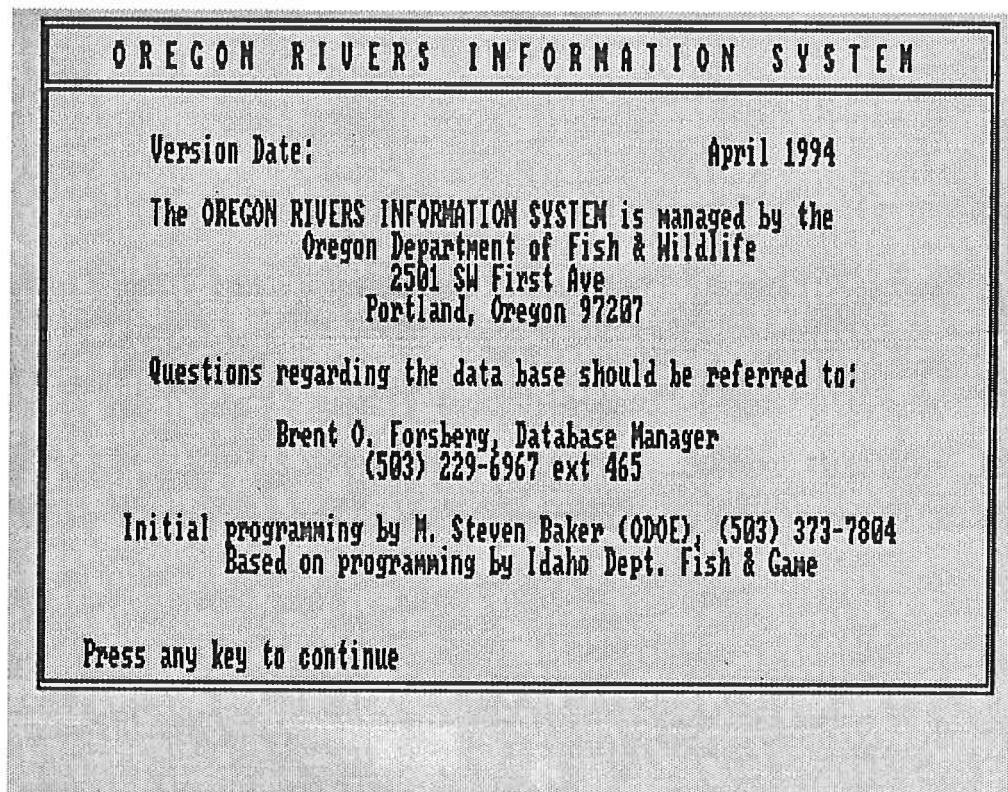 OREGON RIVERS INFORMATION SYSTEM
Version Date: April 1994
The OREGON RIVERS INFORMATION SYSTEM is managed by the
Oregon Department of Fish & Wildlife
2501 SW First Ave
Portland, Oregon 97207
Questions regarding the data base should be referred to:
Brent O. Forsberg, Database Manager
(503) 229-6967 ext 465
Initial programming by M. Steven Baker (ODOE), (503) 373-7804
Based on programming by Idaho Dept. Fish & Game
Press any key to continue